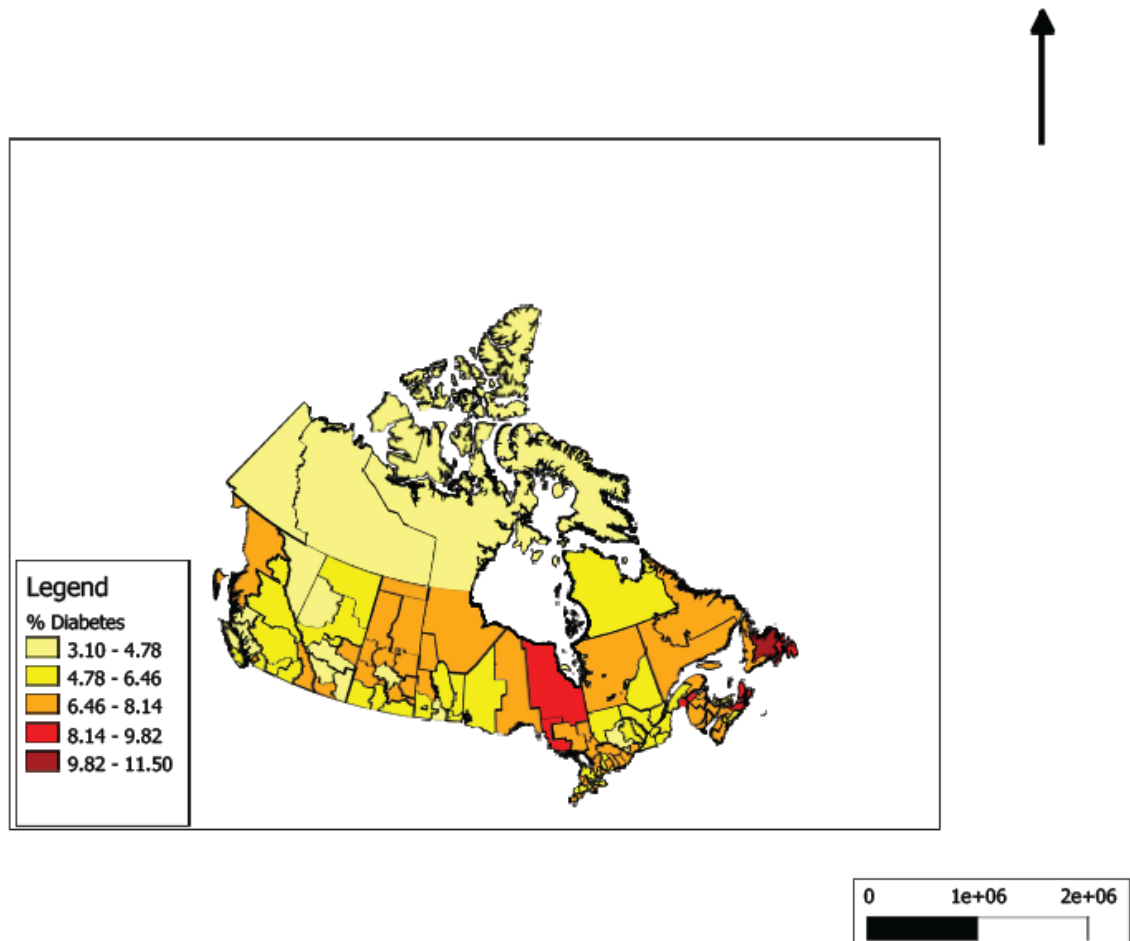 Legend
% Diabetes
3.10 - 4.78
4.78 - 6.46
6.46 - 8.14
8.14 - 9.82
9.82 - 11.50
0 1e+06 2e+06